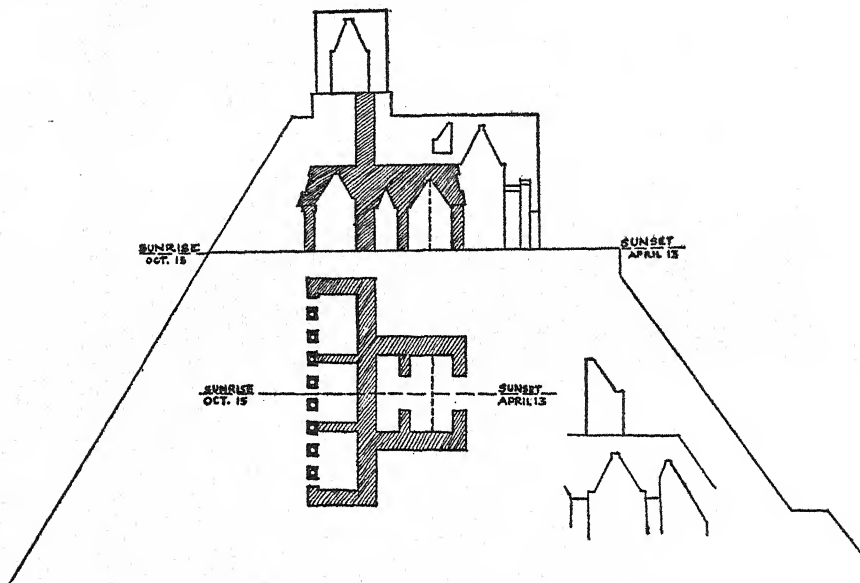 SUNRISE
OCT. 15
SUNSET
APRIL 13
SUNRISE
OCT. 15
SUNSET
APRIL 13